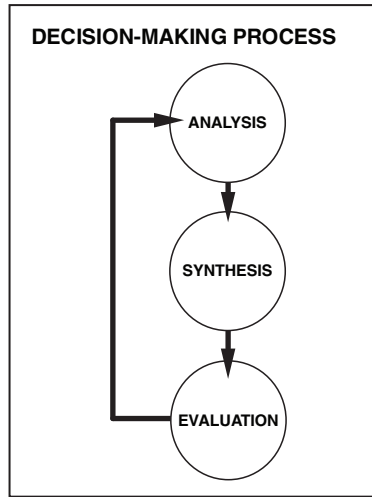 DECISION-MAKING PROCESS
ANALYSIS
SYNTHESIS
EVALUATION